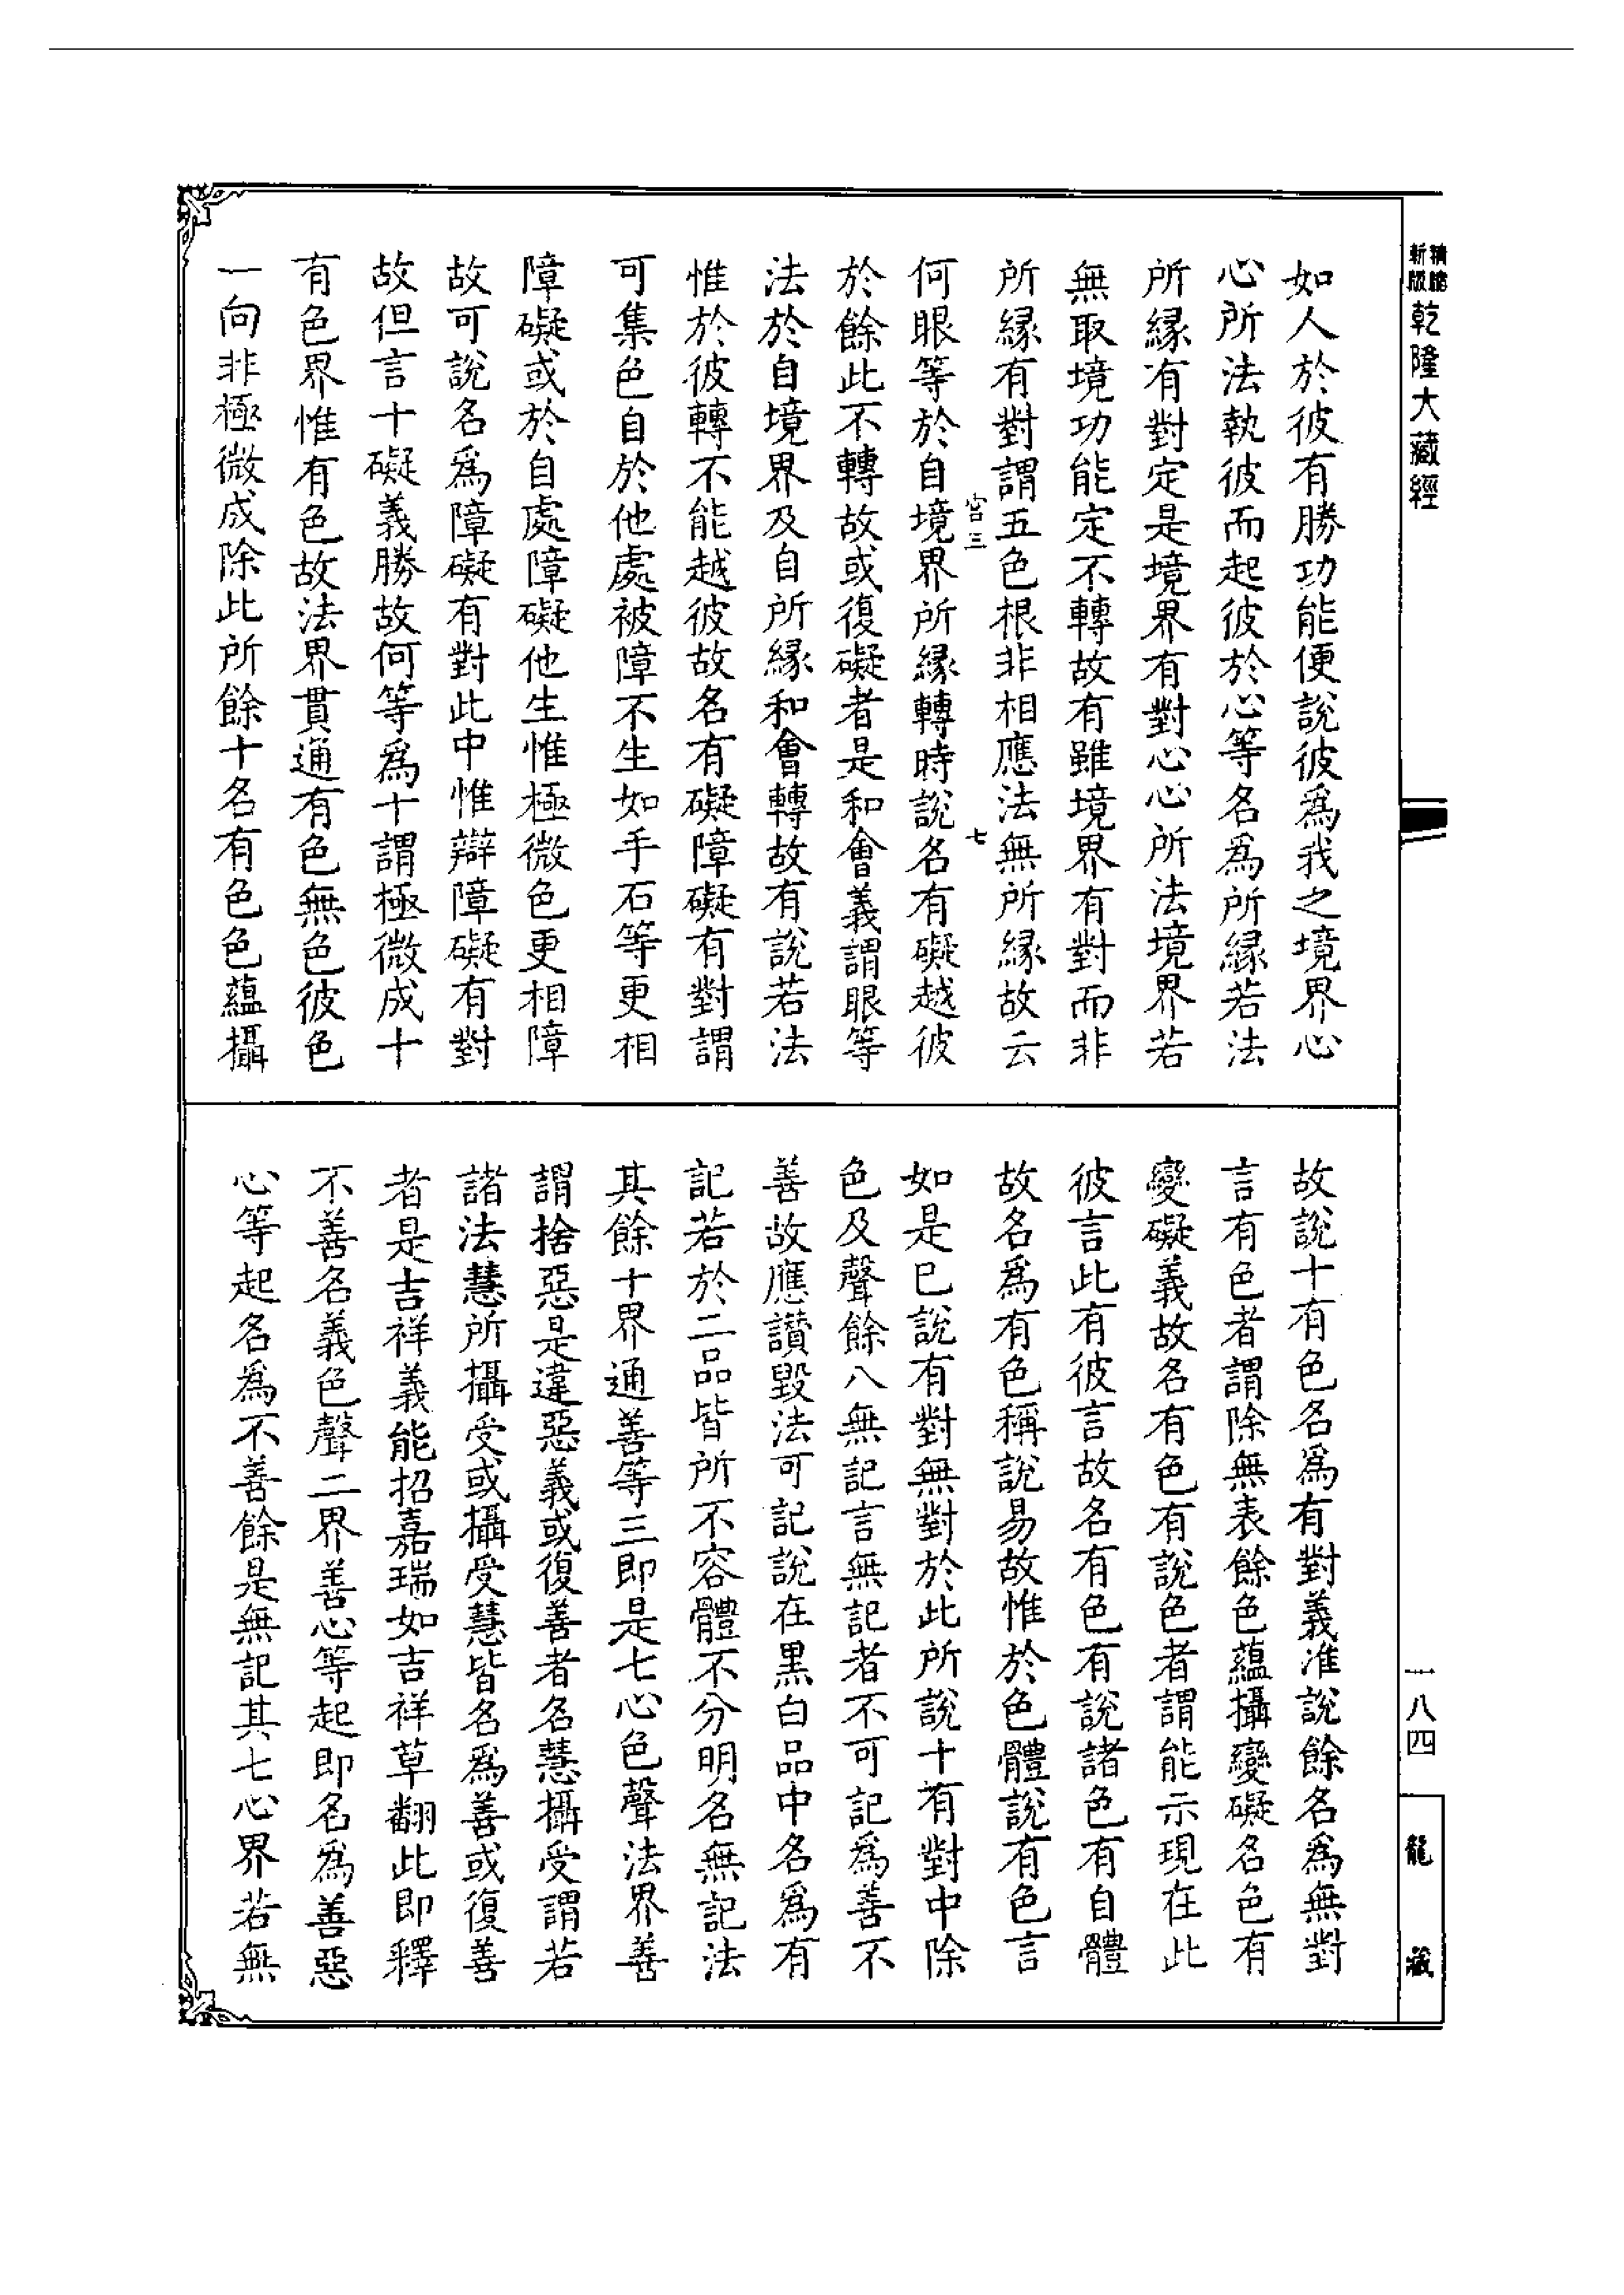 精縮
新版
乾隆大藏經
如人於彼有勝功能便說彼爲我之境界心
心所法執彼而起彼於心等名爲所緣若法
所緣有對定是境界有對心心所法境界若
無取境功能定不轉故有雖境界有對而非
所緣有對謂五色根非相應法無所緣故云
宮三
七
何眼等於自境界所緣轉時說名有礙越彼
於餘此不轉故或復礙者是和會義謂眼等
法於自境界及自所緣和會轉故有說若法
惟於彼轉不能越彼故名有礙障礙有對謂
可集色自於他處被障不生如手石等更相
障礙或於自處障礙他生惟極微色更相障
故可說名爲障礙有對此中惟辯障礙有對
故但言十礙義勝故何等爲十謂極微成十
有色界惟有色故法界貫通有色無色彼色
一向非極微成除此所餘十名有色色蘊攝
故說十有色名爲有對義准說餘名爲無對
言有色者謂除無表餘色蘊攝變礙名色有
變礙義故名有色有說色者謂能示現在此
彼言此有彼言故名有色有說諸色有自體
故名爲有色稱說易故惟於色體說有色言
如是已說有對無對於此所說十有對中除
色及聲餘八無記言無記者不可記爲善不
善故應讚毀法可記說在黑白品中名爲有
記若於二品皆所不容體不分明名無記法
其餘十界通善等三即是七心色聲法界善
謂捨惡是違惡義或復善者名慧攝受謂若
諸法慧所攝受或攝受慧皆名爲善或復善
者是吉祥義能招嘉瑞如吉祥草翻此即釋
不善名義色聲二界善心等起即名爲善惡
心等起名爲不善餘是無記其七心界若無
一八四
龍藏